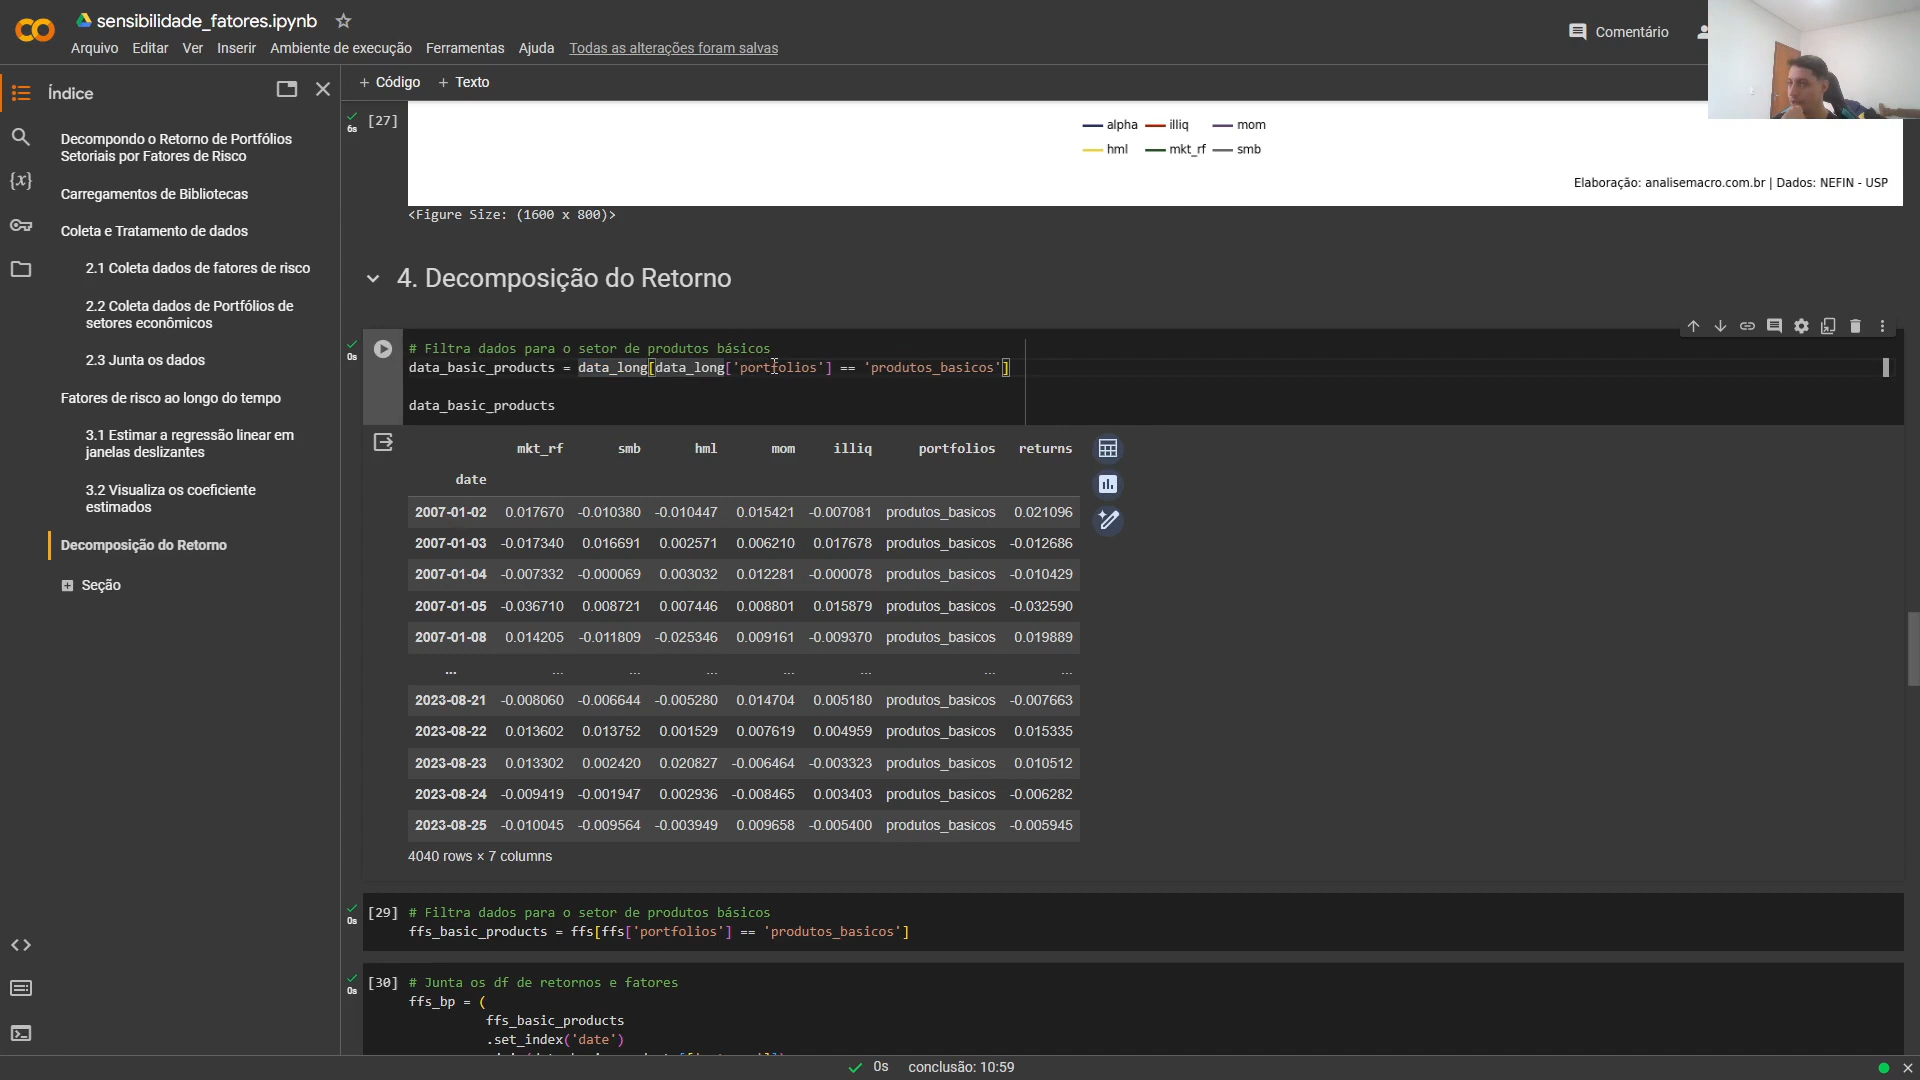 sensibilidade_fatores.ipynb
Arquivo Editar Ver Inserir Ambiente de execução Ferramentas Ajuda Todas as alterações foram salvas
Comentário
Índice
Decompondo o Retorno de Portfólios
Setoriais por Fatores de Risco
Carregamentos de Bibliotecas
Coleta e Tratamento de dados
2.1 Coleta dados de fatores de risco
2.2 Coleta dados de Portfólios de
setores econômicos
2.3 Junta os dados
Fatores de risco ao longo do tempo
3.1 Estimar a regressão linear em
janelas deslizantes
3.2 Visualiza os coeficiente
estimados
Decomposição do Retorno
Seção
+ Código + Texto
6s [27]
alpha illiq mom
hml mkt_rf smb
Elaboração: analisemacro.com.br | Dados: NEFIN - USP
<Figure Size: (1600 x 800)>
4. Decomposição do Retorno
0s
# Filtra dados para o setor de produtos básicos
data_basic_products = data_long[data_long['portfolios'] == 'produtos_basicos']
data_basic_products
mkt_rf smb hml mom illiq portfolios returns
date
2007-01-02 0.017670 -0.010380 -0.010447 0.015421 -0.007081 produtos_basicos 0.021096
2007-01-03 -0.017340 0.016691 0.002571 0.006210 0.017678 produtos_basicos -0.012686
2007-01-04 -0.007332 -0.000069 0.003032 0.012281 -0.000078 produtos_basicos -0.010429
2007-01-05 -0.036710 0.008721 0.007446 0.008801 0.015879 produtos_basicos -0.032590
2007-01-08 0.014205 -0.011809 -0.025346 0.009161 -0.009370 produtos_basicos 0.019889
... ... ... ... ... ... ... ...
2023-08-21 -0.008060 -0.006644 -0.005280 0.014704 0.005180 produtos_basicos -0.007663
2023-08-22 0.013602 0.013752 0.001529 0.007619 0.004959 produtos_basicos 0.015335
2023-08-23 0.013302 0.002420 0.020827 -0.006464 -0.003323 produtos_basicos 0.010512
2023-08-24 -0.009419 -0.001947 0.002936 -0.008465 0.003403 produtos_basicos -0.006282
2023-08-25 -0.010045 -0.009564 -0.003949 0.009658 -0.005400 produtos_basicos -0.005945
4040 rows × 7 columns
0s [29] # Filtra dados para o setor de produtos básicos
ffs_basic_products = ffs[ffs['portfolios'] == 'produtos_basicos']
0s [30] # Junta os df de retornos e fatores
ffs_bp = (
ffs_basic_products
.set_index('date')
0s conclusão: 10:59